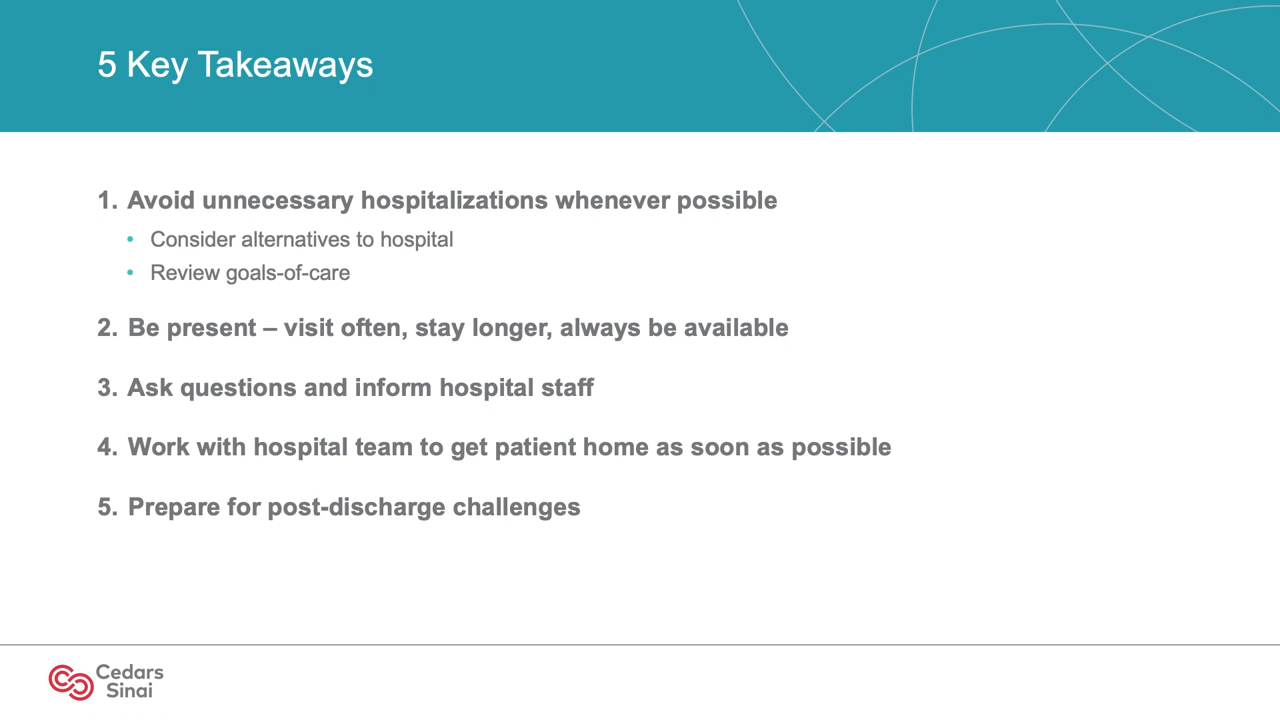 5 Key Takeaways
1. Avoid unnecessary hospitalizations whenever possible
• Consider alternatives to hospital
• Review goals-of-care
2. Be present – visit often, stay longer, always be available
3. Ask questions and inform hospital staff
4. Work with hospital team to get patient home as soon as possible
5. Prepare for post-discharge challenges
Cedars
Sinai